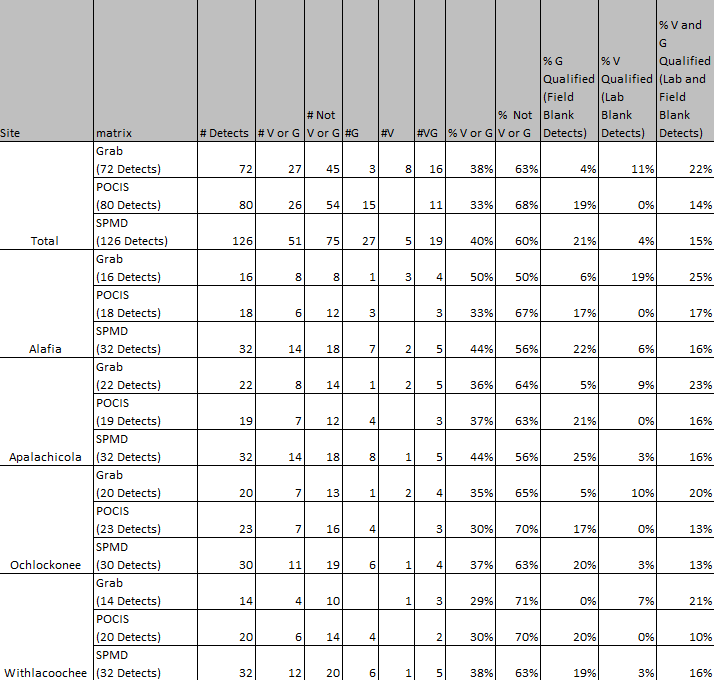 Site matrix # Detects # V or G # Not V or G #G #V #VG % V or G % Not V or G % G Qualified (Field Blank Detects) % V Qualified (Lab Blank Detects) % V and G Qualified (Lab and Field Blank Detects)
Total
Grab
(72 Detects) 72 27 45 3 8 16 38% 63% 4% 11% 22%
POCIS
(80 Detects) 80 26 54 15 11 33% 68% 19% 0% 14%
SPMD
(126 Detects) 126 51 75 27 5 19 40% 60% 21% 4% 15%
Alafia
Grab
(16 Detects) 16 8 8 1 3 4 50% 50% 6% 19% 25%
POCIS
(18 Detects) 18 6 12 3 3 33% 67% 17% 0% 17%
SPMD
(32 Detects) 32 14 18 7 2 5 44% 56% 22% 6% 16%
Apalachicola
Grab
(22 Detects) 22 8 14 1 2 5 36% 64% 5% 9% 23%
POCIS
(19 Detects) 19 7 12 4 3 37% 63% 21% 0% 16%
SPMD
(32 Detects) 32 14 18 8 1 5 44% 56% 25% 3% 16%
Ochlockonee
Grab
(20 Detects) 20 7 13 1 2 4 35% 65% 5% 10% 20%
POCIS
(23 Detects) 23 7 16 4 3 30% 70% 17% 0% 13%
SPMD
(30 Detects) 30 11 19 6 1 4 37% 63% 20% 3% 13%
Withlacoochee
Grab
(14 Detects) 14 4 10 1 3 29% 71% 0% 7% 21%
POCIS
(20 Detects) 20 6 14 4 2 30% 70% 20% 0% 10%
SPMD
(32 Detects) 32 12 20 6 1 5 38% 63% 19% 3% 16%